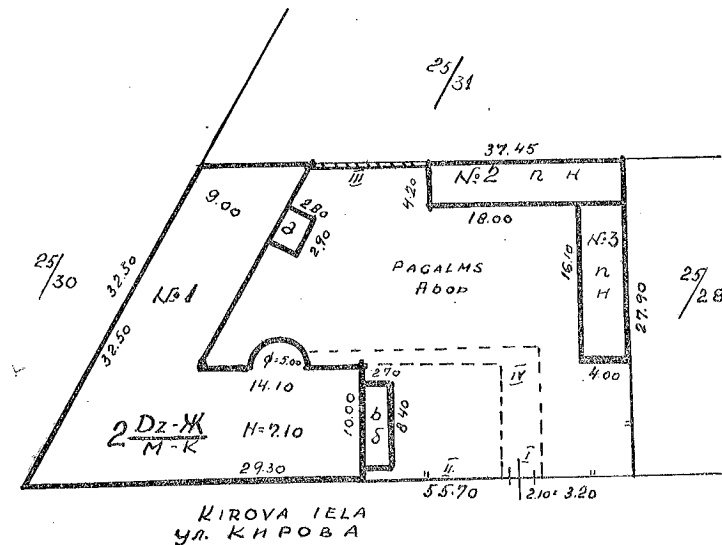 25/31
37.45
№2 п н
III
4.20
18.00
9.00
2.80
а
2.90
25/30
32.50
№1
32.50
PAGALMS
Двор
16.10
№3
п
н
27.90
25/28
4.00
ϕ=5.00
14.10
2.70
IV
2 Dz-Ж/M-K
H=7.10
10.00
b
б
8.40
29.30
II
I
55.70
2.10 = 3.20
KIROVA IELA
ул. КИРОВА